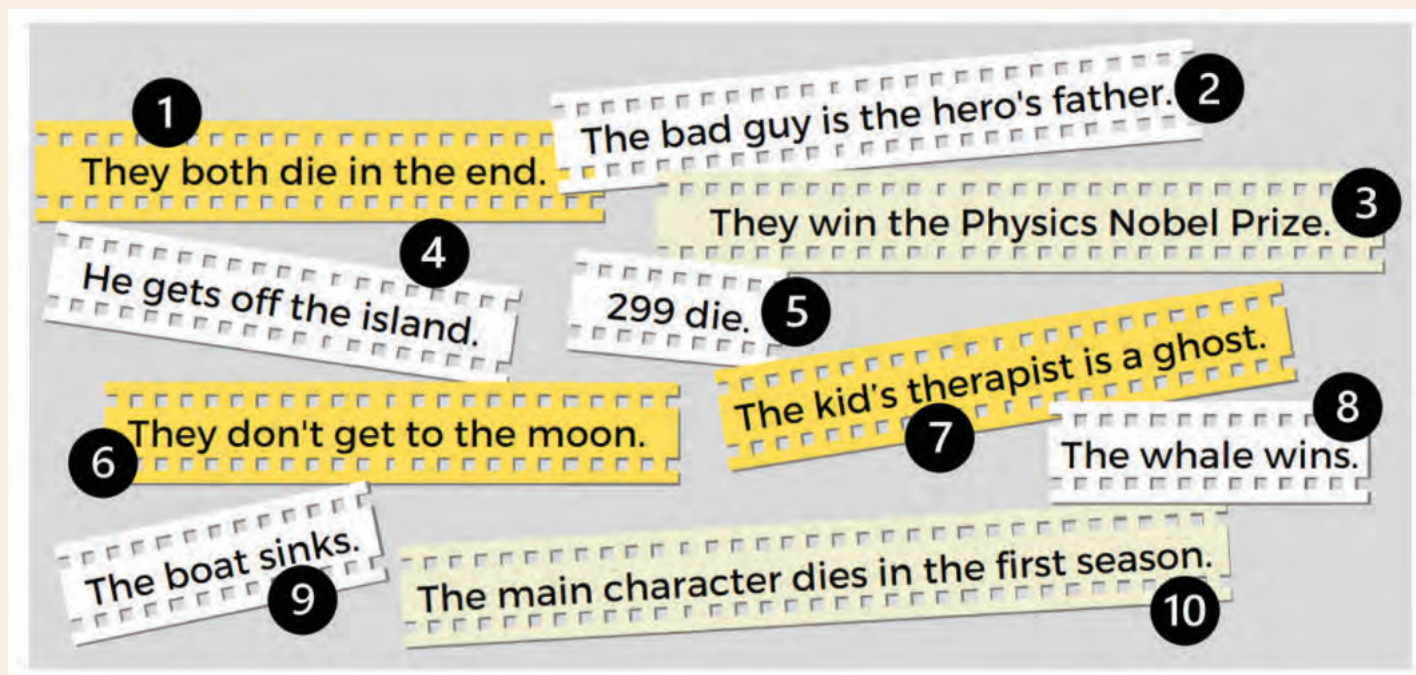 1
They both die in the end.
2
The bad guy is the hero's father.
3
They win the Physics Nobel Prize.
4
He gets off the island.
5
299 die.
6
They don't get to the moon.
7
The kid's therapist is a ghost.
8
The whale wins.
9
The boat sinks.
10
The main character dies in the first season.